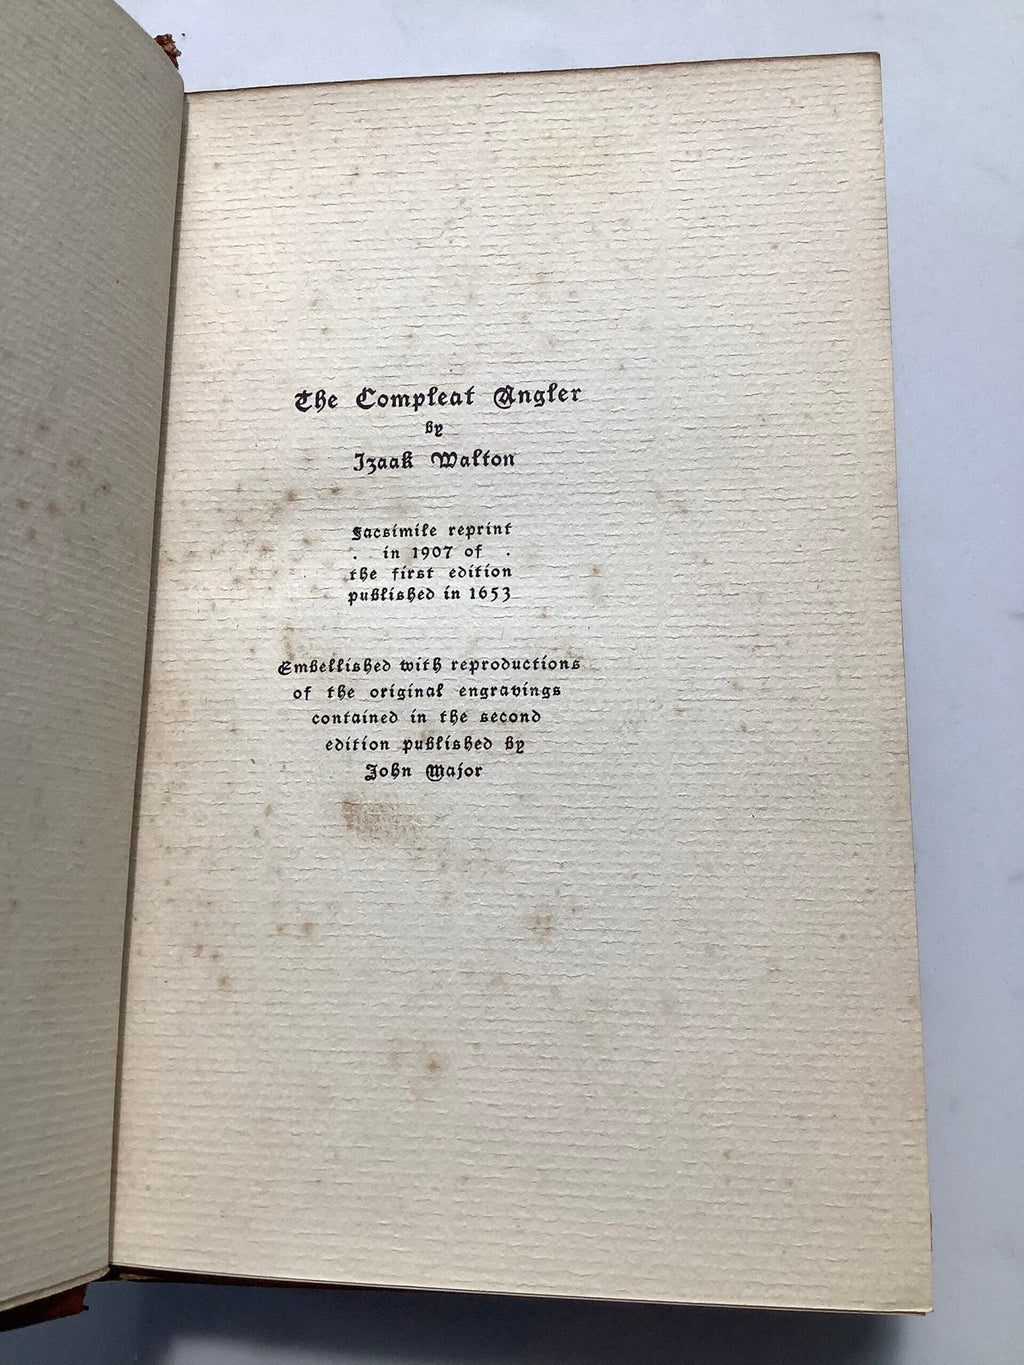 The Compleat Angler
by
Izaak Walton
Facsimile reprint
. in 1907 of .
the first edition
published in 1653
Embellished with reproductions
of the original engravings
contained in the second
edition published by
John Major